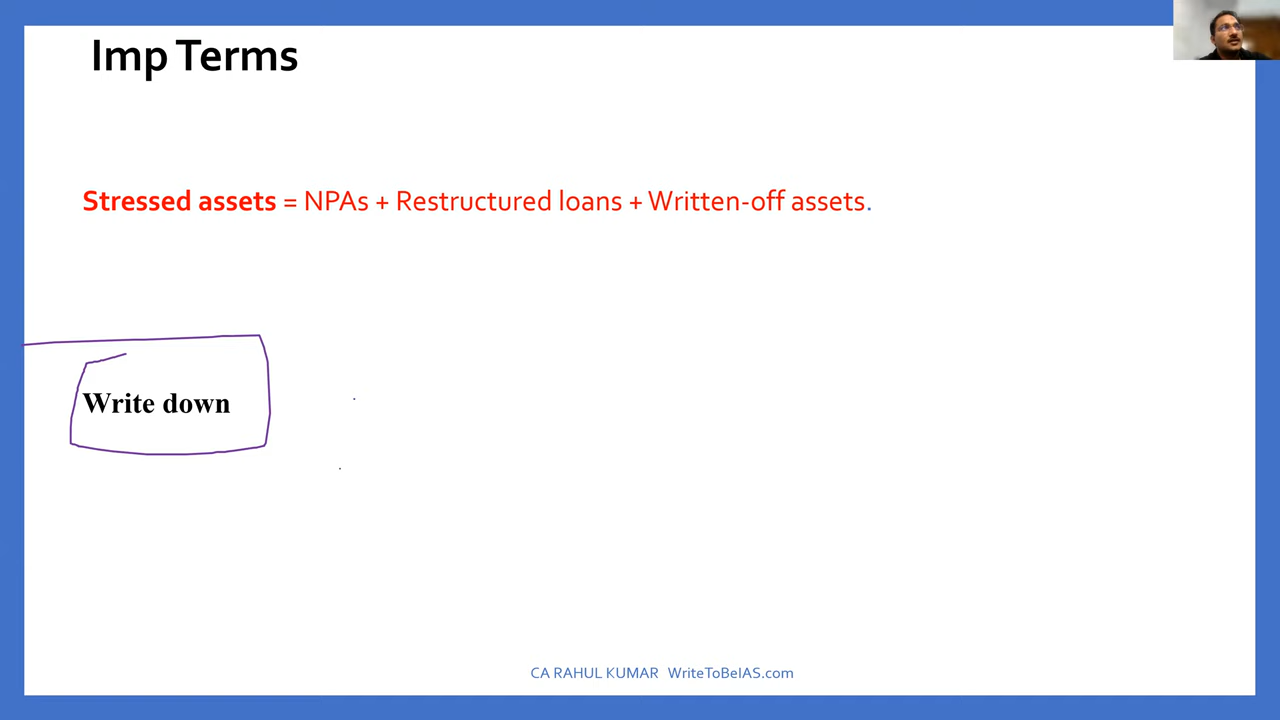 Imp Terms
Stressed assets = NPAs + Restructured loans + Written-off assets.
Write down
CA RAHUL KUMAR WriteToBeIAS.com